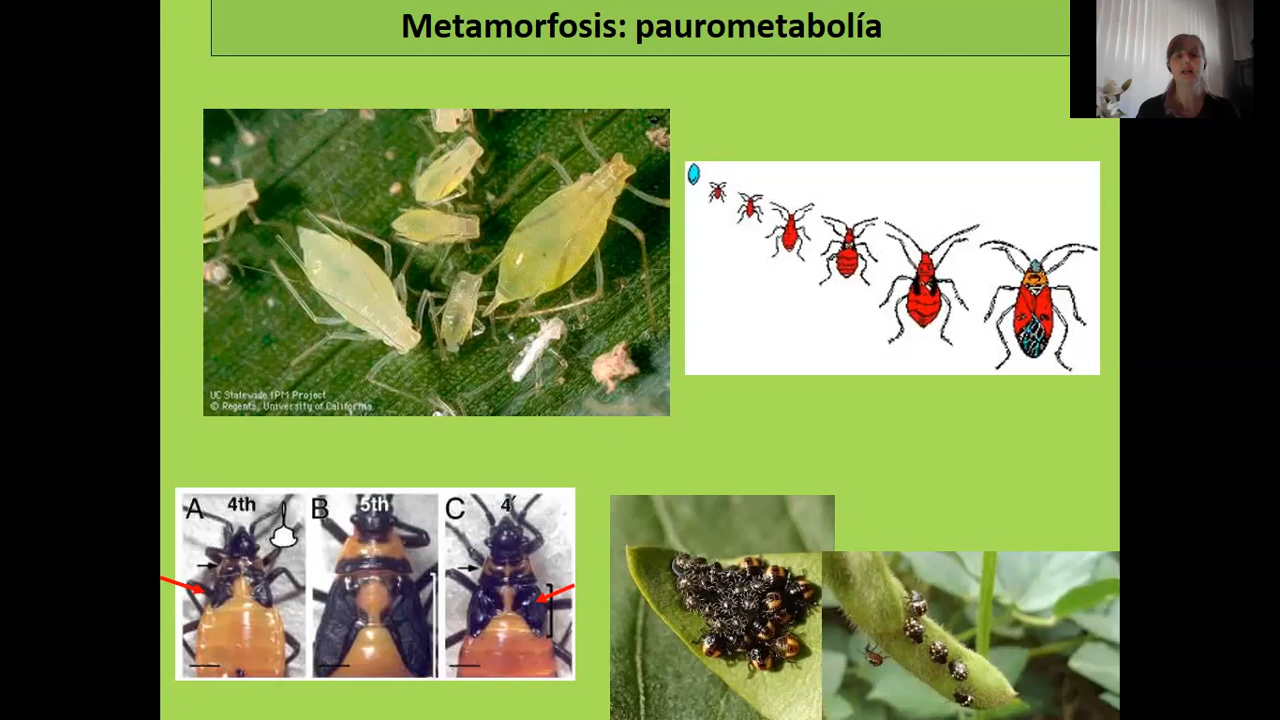 Metamorfosis: paurometabolía
UC Statewide IPM Project
© Regents, University of California
A 4th B 5th C 4'